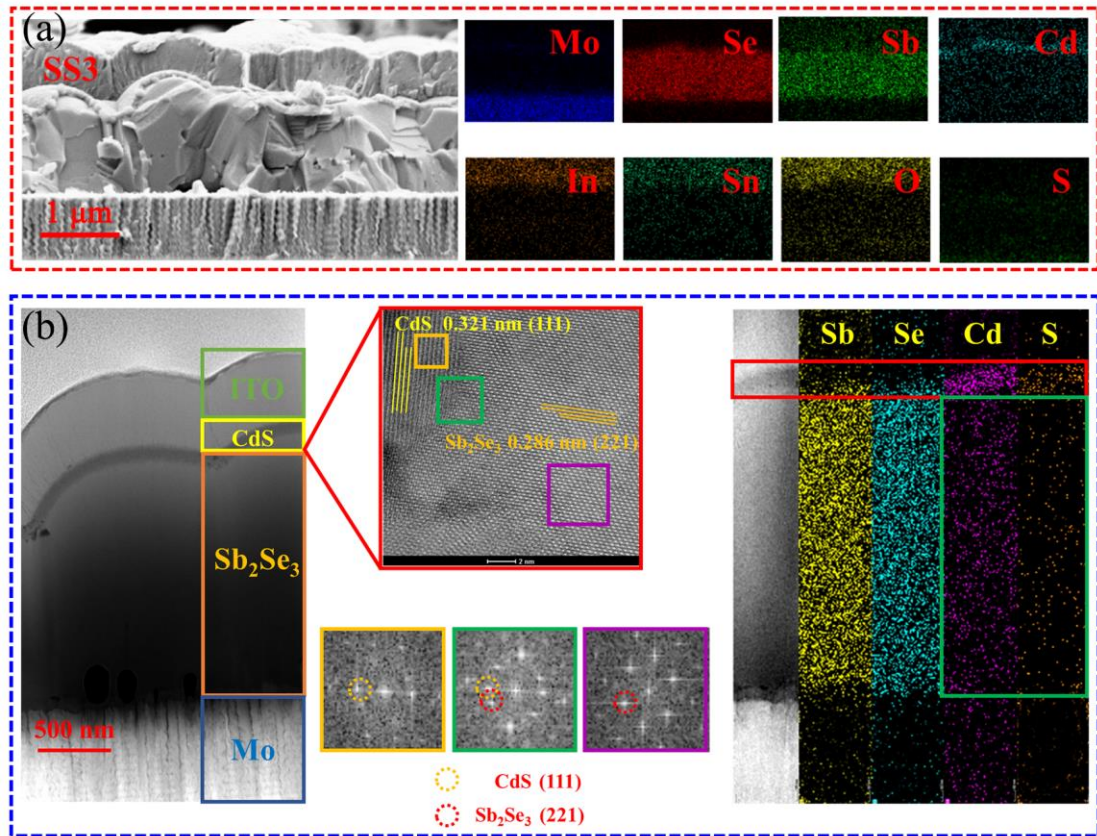 (a)
SS3
1 μm
Mo
Se
Sb
Cd
In
Sn
O
S
(b)
ITO
CdS
Sb₂Se₃
Mo
500 nm
CdS 0.321 nm (111)
Sb₂Se₃ 0.286 nm (221)
2 nm
CdS (111)
Sb₂Se₃ (221)
Sb Se Cd S